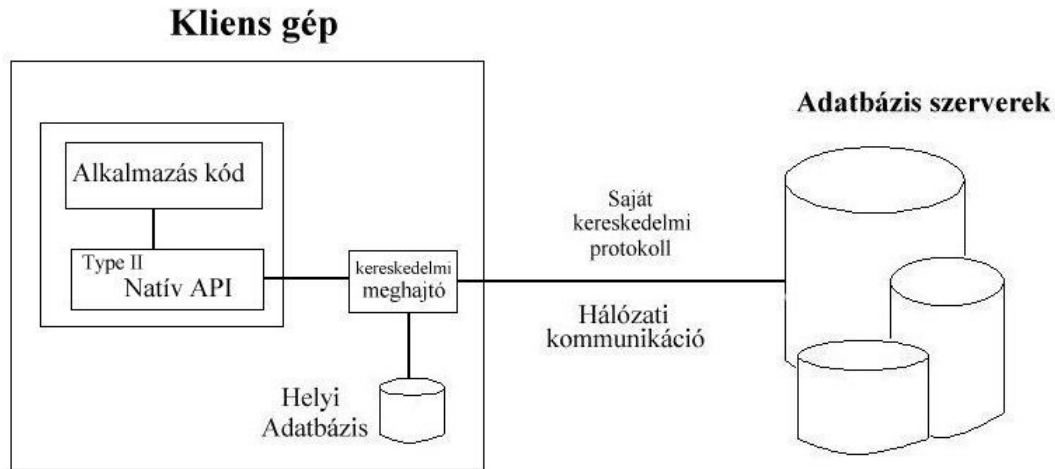 Kliens gép
Adatbázis szerverek
Alkalmazás kód
Type II
Natív API
kereskedelmi
meghajtó
Helyi
Adatbázis
Saját
kereskedelmi
protokoll
Hálózati
kommunikáció